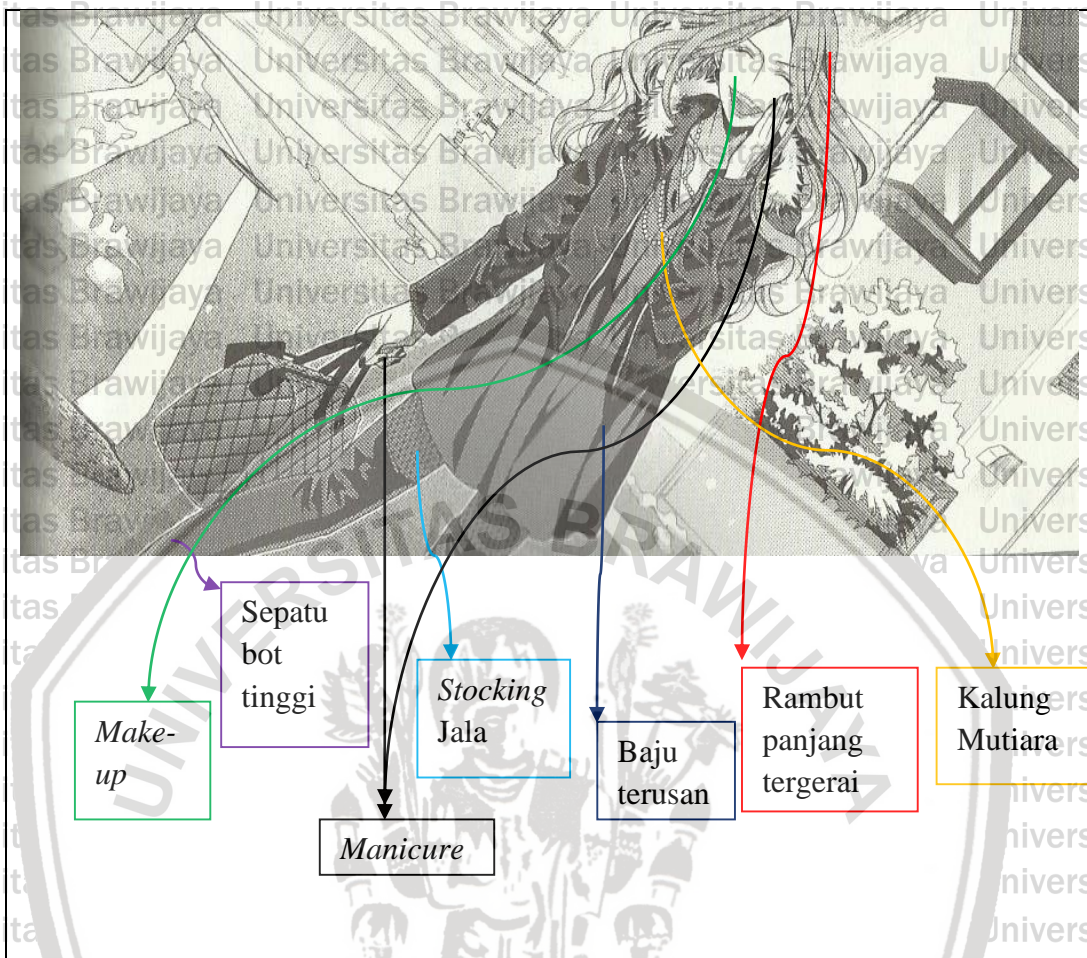 Sepatu
bot
tinggi
Make-
up
Manicure
Stocking
Jala
Baju
terusan
Rambut
panjang
tergerai
Kalung
Mutiara
UNIVERSITAS BRAWIJAYA